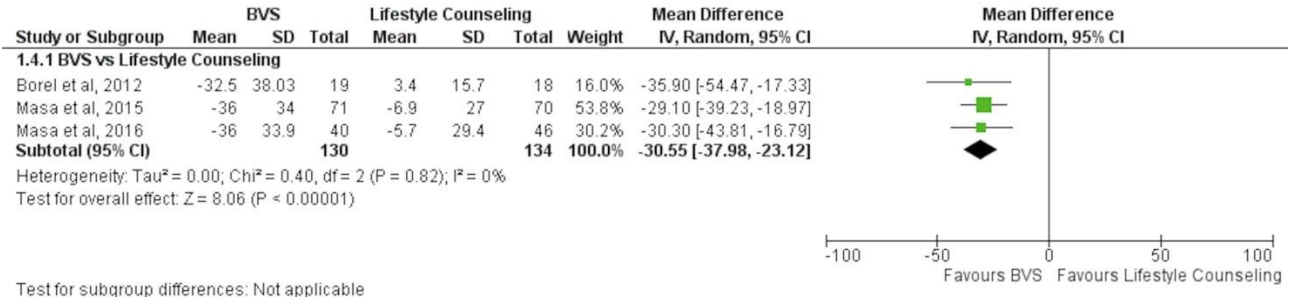 BVS Lifestyle Counseling Mean Difference Mean Difference
Study or Subgroup Mean SD Total Mean SD Total Weight IV, Random, 95% CI IV, Random, 95% CI
1.4.1 BVS vs Lifestyle Counseling
Borel et al, 2012 -32.5 38.03 19 3.4 15.7 18 16.0% -35.90 [-54.47, -17.33]
Masa et al, 2015 -36 34 71 -6.9 27 70 53.8% -29.10 [-39.23, -18.97]
Masa et al, 2016 -36 33.9 40 -5.7 29.4 46 30.2% -30.30 [-43.81, -16.79]
Subtotal (95% CI) 130 134 100.0% -30.55 [-37.98, -23.12]
Heterogeneity: Tau² = 0.00; Chi² = 0.40, df = 2 (P = 0.82); I² = 0%
Test for overall effect: Z = 8.06 (P < 0.00001)
-100 -50 0 50 100
Favours BVS Favours Lifestyle Counseling
Test for subgroup differences: Not applicable